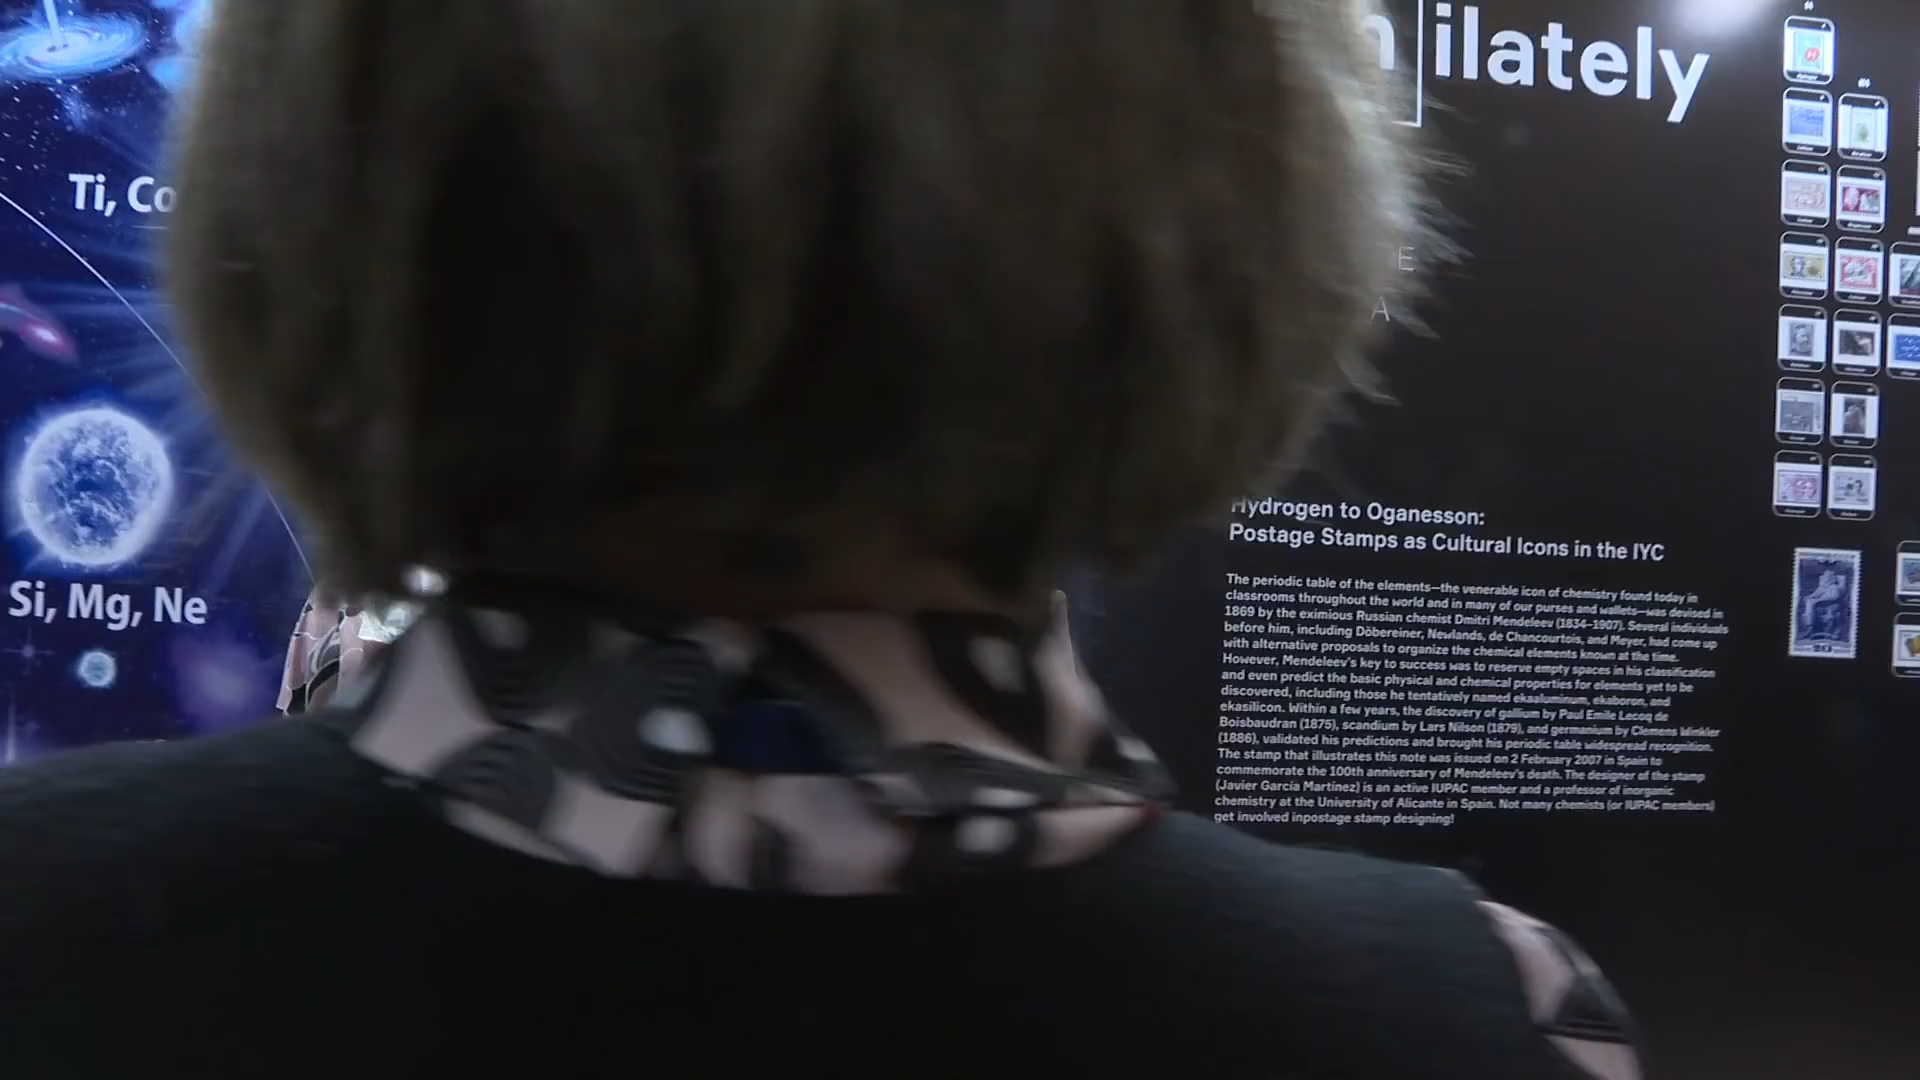 ilately
Ti, Co
E
A
Si, Mg, Ne
Hydrogen to Oganesson:
Postage Stamps as Cultural Icons in the IYC
The periodic table of the elements—the venerable icon of chemistry found today in
classrooms throughout the world and in many of our purses and wallets—was devised in
1869 by the eximious Russian chemist Dmitri Mendeleev (1834–1907). Several individuals
before him, including Döbereiner, Newlands, de Chancourtois, and Meyer, had come up
with alternative proposals to organize the chemical elements known at the time.
However, Mendeleev's key to success was to reserve empty spaces in his classification
and even predict the basic physical and chemical properties for elements yet to be
discovered, including those he tentatively named ekaaluminum, ekaboron, and
ekasilicon. Within a few years, the discovery of gallium by Paul Emile Lecoq de
Boisbaudran (1875), scandium by Lars Nilson (1879), and germanium by Clemens Winkler
(1886), validated his predictions and brought his periodic table widespread recognition.
The stamp that illustrates this note was issued on 2 February 2007 in Spain to
commemorate the 100th anniversary of Mendeleev's death. The designer of the stamp
(Javier García Martínez) is an active IUPAC member and a professor of inorganic
chemistry at the University of Alicante in Spain. Not many chemists (or IUPAC members)
get involved inpostage stamp designing!